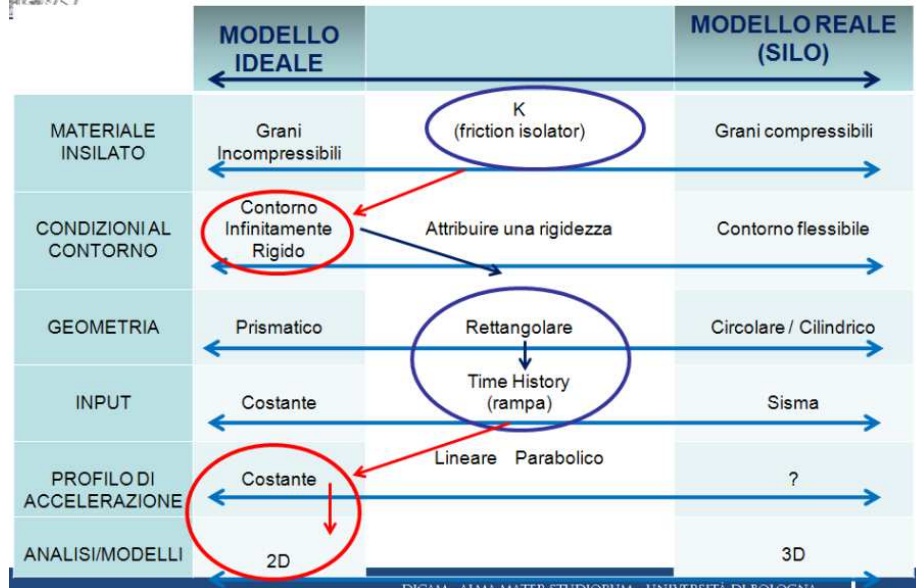 MODELLO
IDEALE
MODELLO REALE
(SILO)
MATERIALE
INSILATO
Grani
Incompressibili
K
(friction isolator)
Grani compressibili
CONDIZIONI AL
CONTORNO
Contorno
Infinitamente
Rigido
Attribuire una rigidezza
Contorno flessibile
GEOMETRIA
Prismatico
Rettangolare
Circolare / Cilindrico
INPUT
Costante
Time History
(rampa)
Sisma
PROFILO DI
ACCELERAZIONE
Costante
Lineare Parabolico
?
ANALISI/MODELLI
2D
3D
DICAM - ALMA MATER STUDIORUM - UNIVERSITÀ DI BOLOGNA